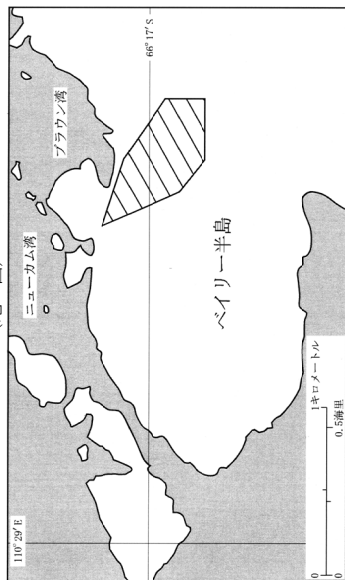 ブラウン湾
ニューカム湾
66°17′S
ベイリー半島
110°29′E
1キロメートル
0
0.5海里
0